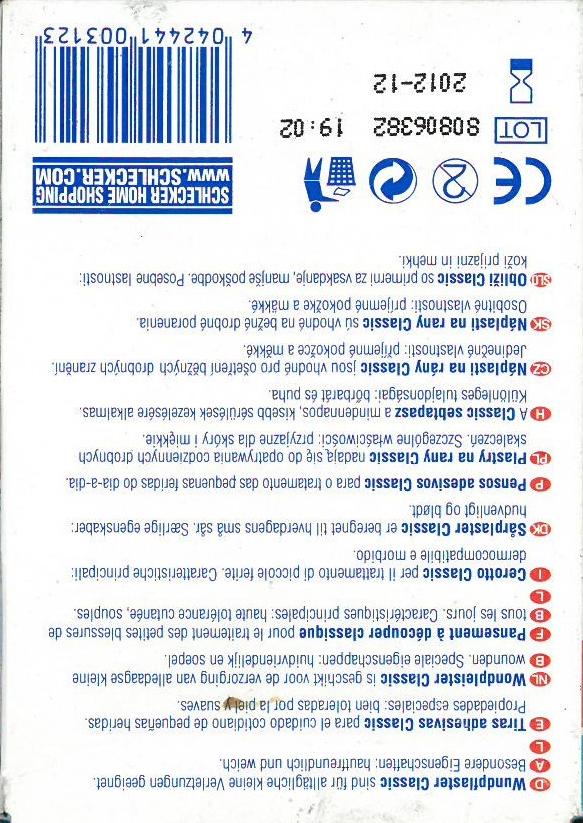 D Wundpflaster Classic sind für alltägliche kleine Verletzungen geeignet.
A Besondere Eigenschaften: hautfreundlich und weich.
L
E Tiras adhesivas Classic para el cuidado cotidiano de pequeñas heridas.
Propiedades especiales: bien toleradas por la piel y suaves.
NL Wondpleister Classic is geschikt voor de verzorging van alledaagse kleine
B wounden. Speciale eigenschappen: huidvriendelijk en soepel.
F Pansement à découper classique pour le traitement des petites blessures de
B tous les jours. Caractéristiques principales: haute tolérance cutanée, souples.
L
I Cerotto Classic per il trattamento di piccole ferite. Caratteristiche principali:
dermocompatibile e morbido.
DK Sårplaster Classic er beregnet til hverdagens små sår. Særlige egenskaber:
hudvenligt og blødt.
P Pensos adesivos Classic para o tratamento das pequenas feridas do dia-a-dia.
PL Plastry na rany Classic nadają się do opatrywania codziennych drobnych
skaleczeń. Szczególne właściwości: przyjazne dla skóry i miękkie.
H A Classic sebtapasz a mindennapos, kisebb sérülések kezelésére alkalmas.
Különleges tulajdonságai: bőrbarát és puha.
CZ Náplasti na rány Classic jsou vhodné pro ošetření běžných drobných zranění.
Jedinečné vlastnosti: příjemné pokožce a měkké.
SK Náplasti na rany Classic sú vhodné na bežné drobné poranenia.
Osobitné vlastnosti: príjemné pokožke a mäkké.
SLO Obliži Classic so primerni za vsakdanje, manjše poškodbe. Posebne lastnosti:
koži prijazni in mehki.
CE 2
SCHLECKER HOME SHOPPING
WWW.SCHLECKER.COM
LOT 80806382 19:02
2012-12
4 042441 003123